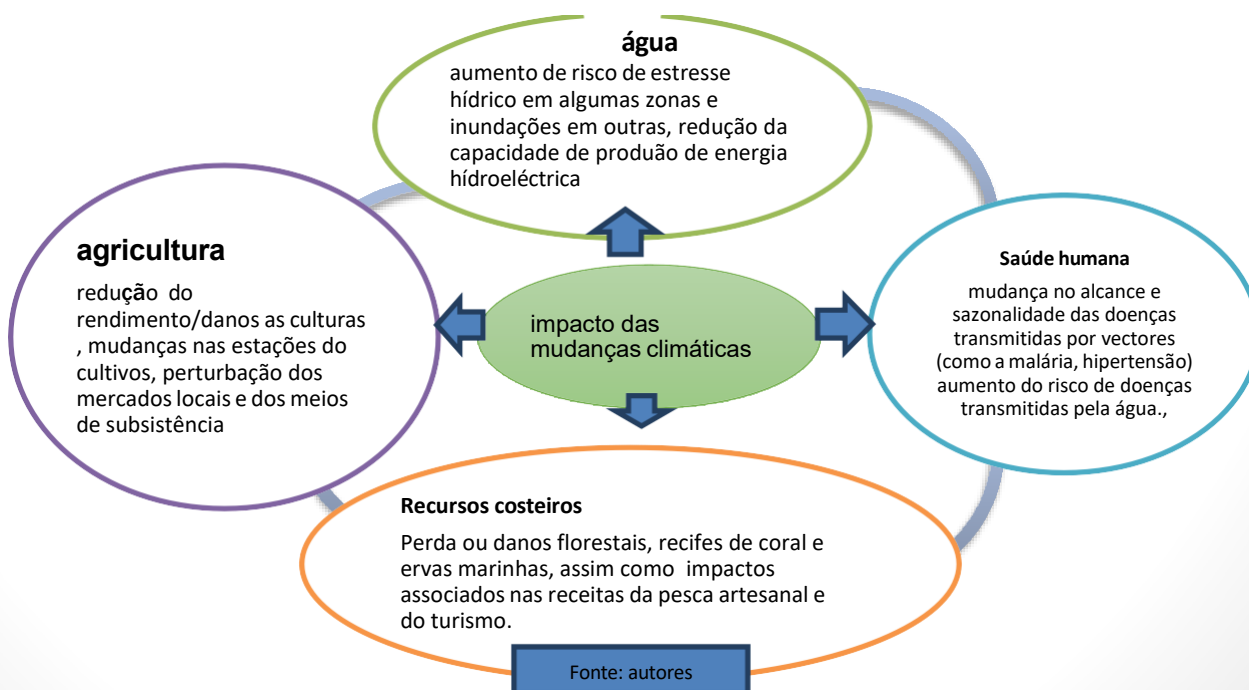 água
aumento de risco de estresse
hídrico em algumas zonas e
inundações em outras, redução da
capacidade de produão de energia
hídroeléctrica
agricultura
redução do
rendimento/danos as culturas
, mudanças nas estações do
cultivos, perturbação dos
mercados locais e dos meios
de subsistência
impacto das
mudanças climáticas
Saúde humana
mudança no alcance e
sazonalidade das doenças
transmitidas por vectores
(como a malária, hipertensão)
aumento do risco de doenças
transmitidas pela água.,
Recursos costeiros
Perda ou danos florestais, recifes de coral e
ervas marinhas, assim como impactos
associados nas receitas da pesca artesanal e
do turismo.
Fonte: autores